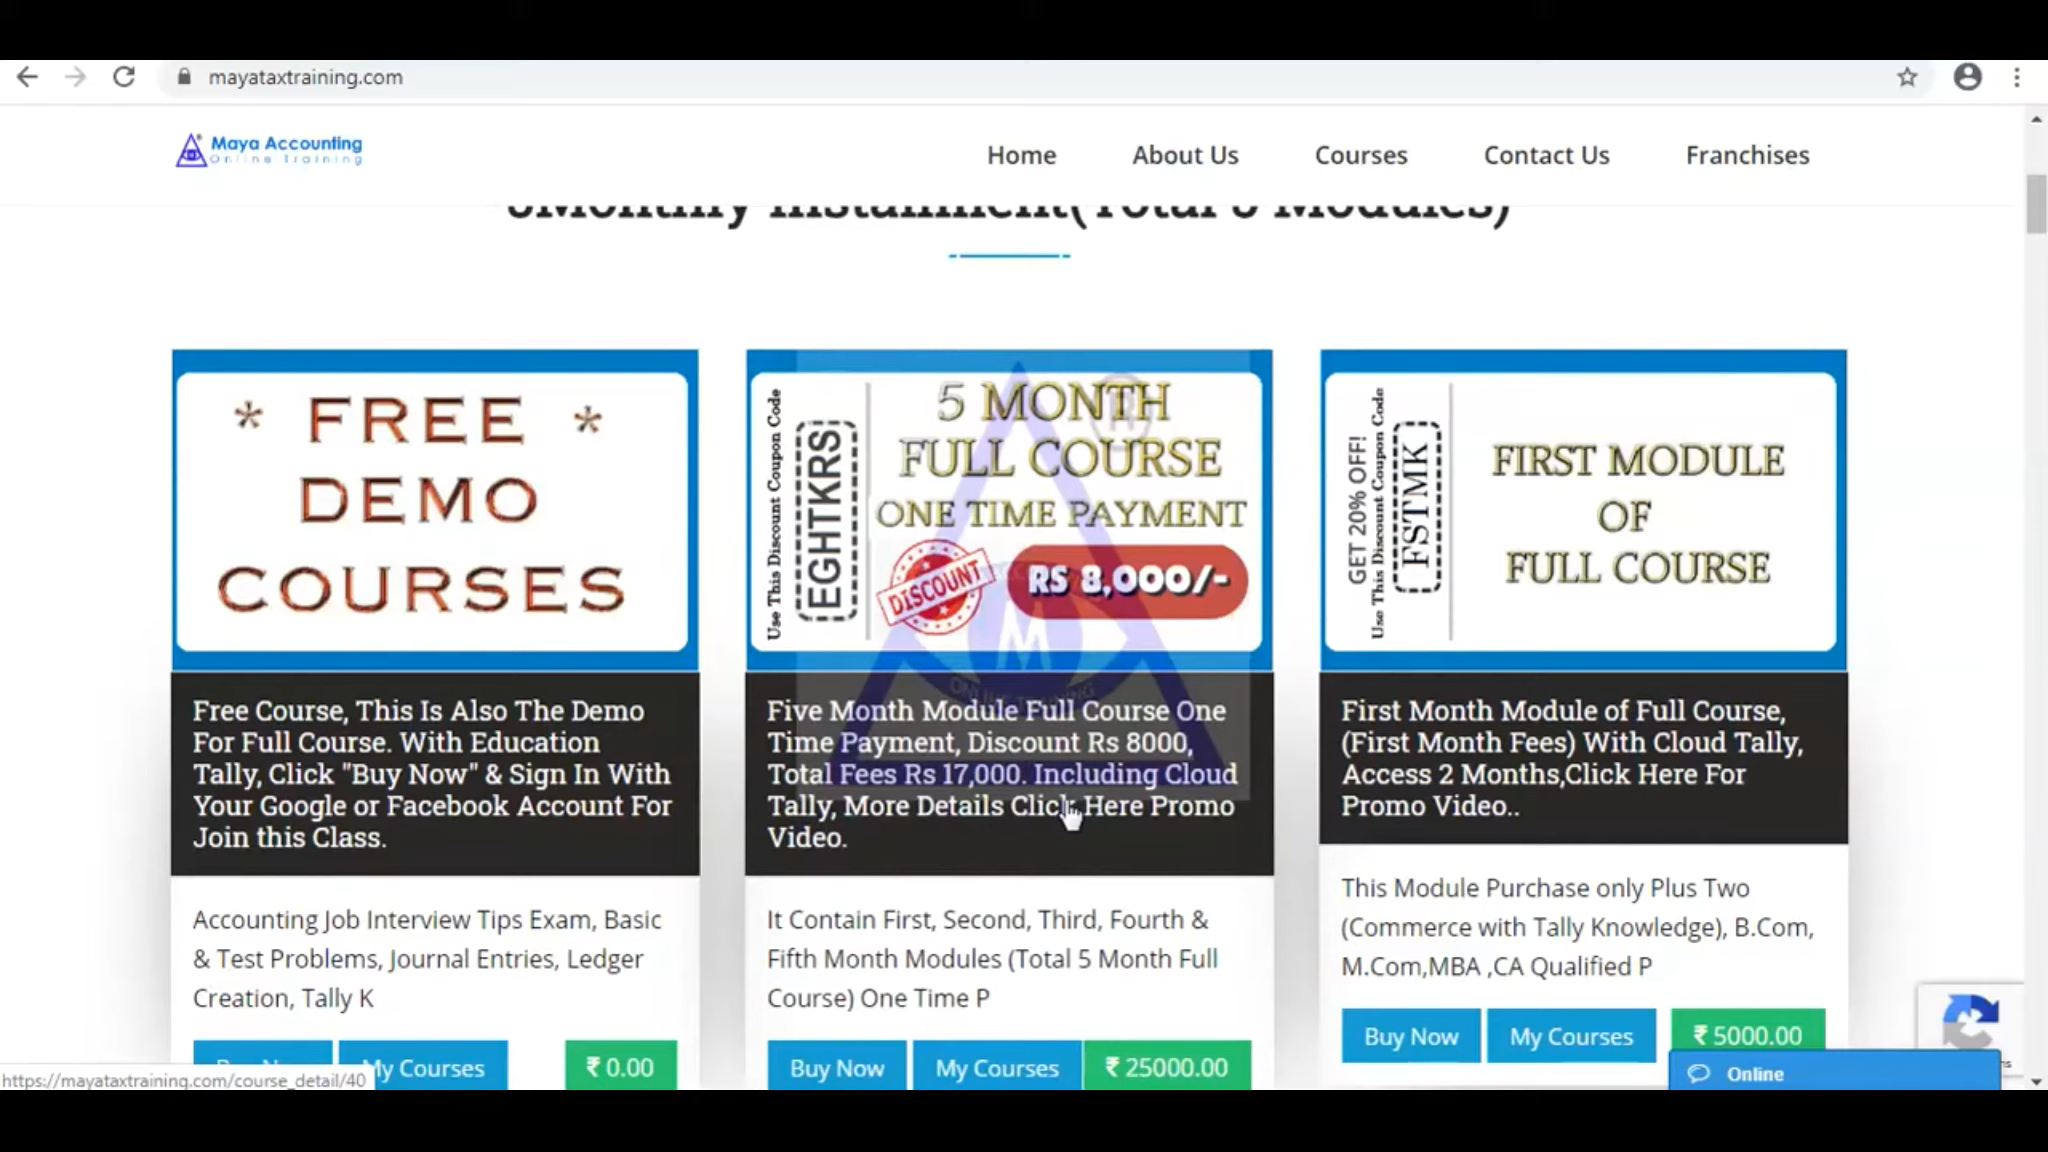 mayataxtraining.com
Maya Accounting
Online Training
Home
About Us
Courses
Contact Us
Franchises
Monthly Installment(Total
Modules)
* FREE *
DEMO
COURSES
Free Course, This Is Also The Demo
For Full Course. With Education
Tally, Click "Buy Now" & Sign In With
Your Google or Facebook Account For
Join this Class.
Accounting Job Interview Tips Exam, Basic
& Test Problems, Journal Entries, Ledger
Creation, Tally K
My Courses
₹ 0.00
Use This Discount Coupon Code
EGHTKRS
5 MONTH
FULL COURSE
ONE TIME PAYMENT
DISCOUNT
RS 8,000/-
M
ONLINE TRAINING
Five Month Module Full Course One
Time Payment, Discount Rs 8000,
Total Fees Rs 17,000. Including Cloud
Tally, More Details Click Here Promo
Video.
It Contain First, Second, Third, Fourth &
Fifth Month Modules (Total 5 Month Full
Course) One Time P
Buy Now
My Courses
₹ 25000.00
GET 20% OFF!
Use This Discount Coupon Code
FSTMK
FIRST MODULE
OF
FULL COURSE
First Month Module of Full Course,
(First Month Fees) With Cloud Tally,
Access 2 Months,Click Here For
Promo Video..
This Module Purchase only Plus Two
(Commerce with Tally Knowledge), B.Com,
M.Com,MBA ,CA Qualified P
Buy Now
My Courses
₹ 5000.00
Online
https://mayataxtraining.com/course_detail/40